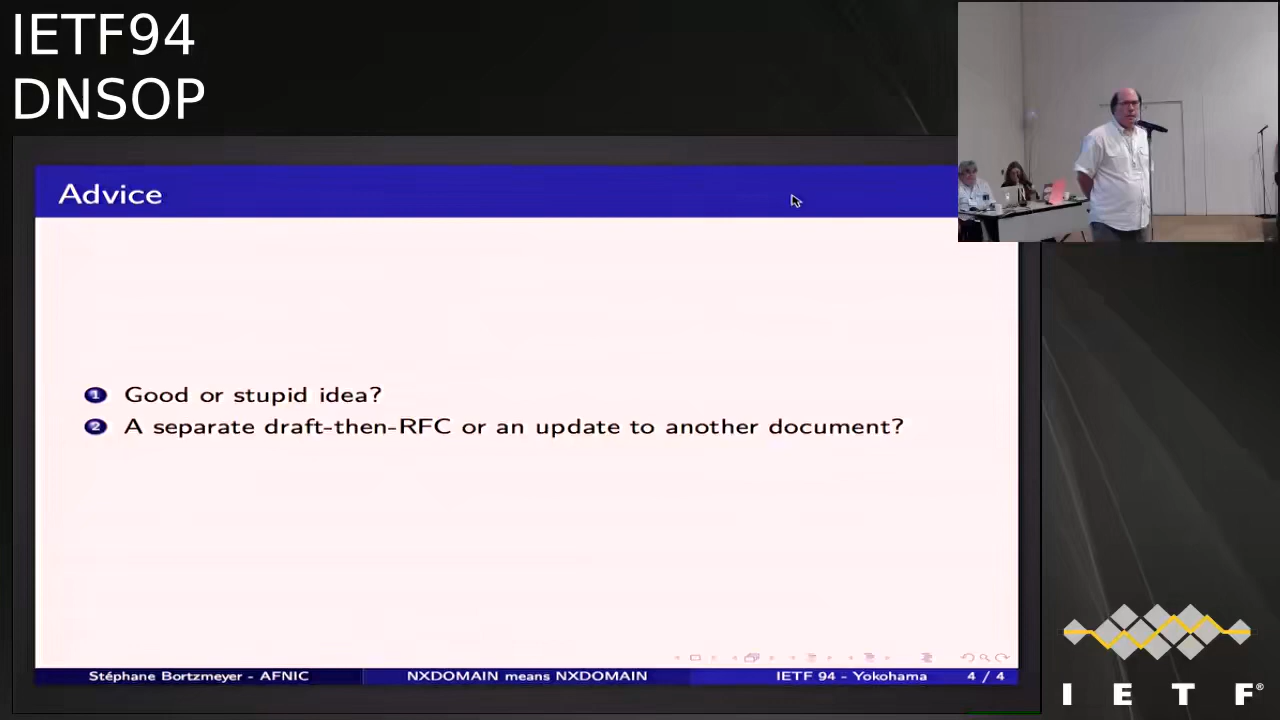 IETF94
DNSOP
Advice
1 Good or stupid idea?
2 A separate draft-then-RFC or an update to another document?
Stéphane Bortzmeyer - AFNIC NXDOMAIN means NXDOMAIN IETF 94 - Yokohama 4 / 4
I E T F®